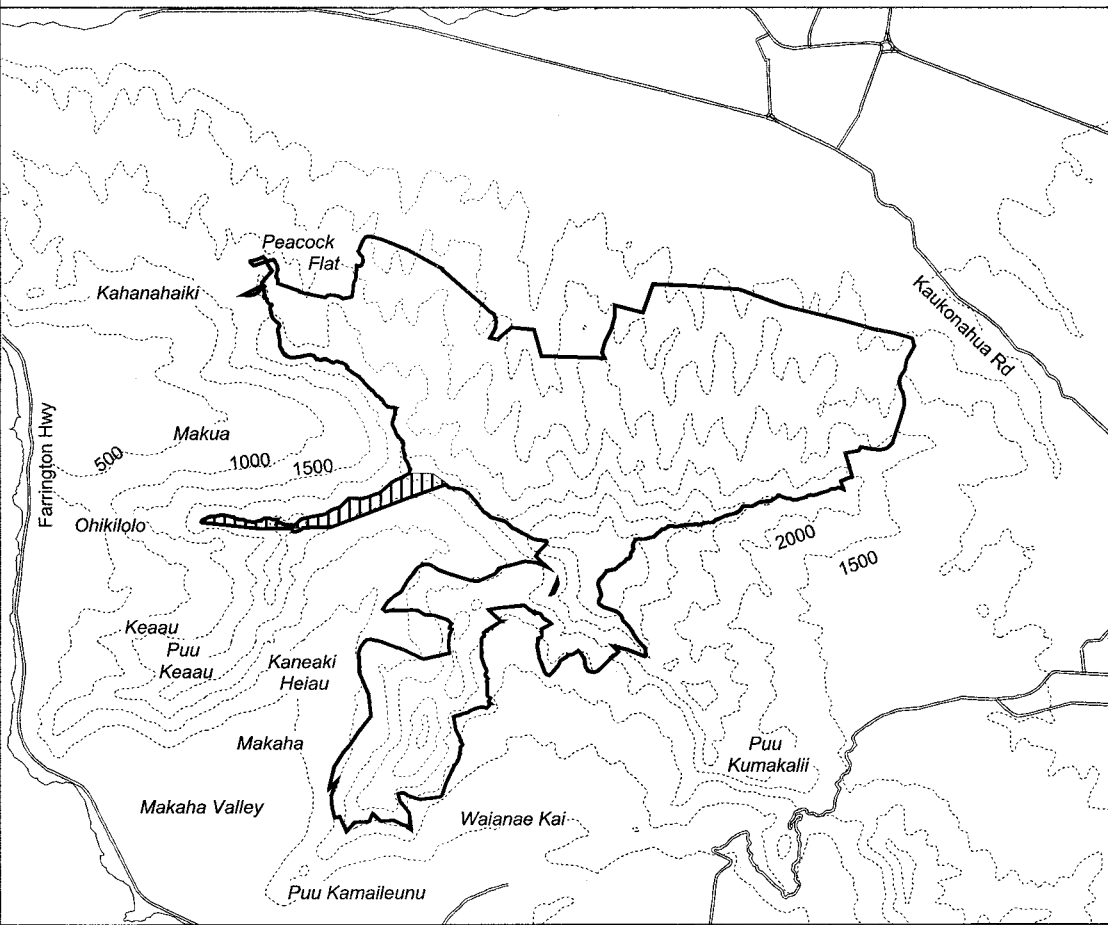 Peacock
Flat
Kahanahaiki
Kaukonahua Rd
Farrington Hwy
Makua
500
1000
1500
Ohikilolo
2000
1500
Keaau
Puu
Keaau
Kaneaki
Heiau
Makaha
Puu
Kumakalii
Makaha Valley
Waianae Kai
Puu Kamaileunu